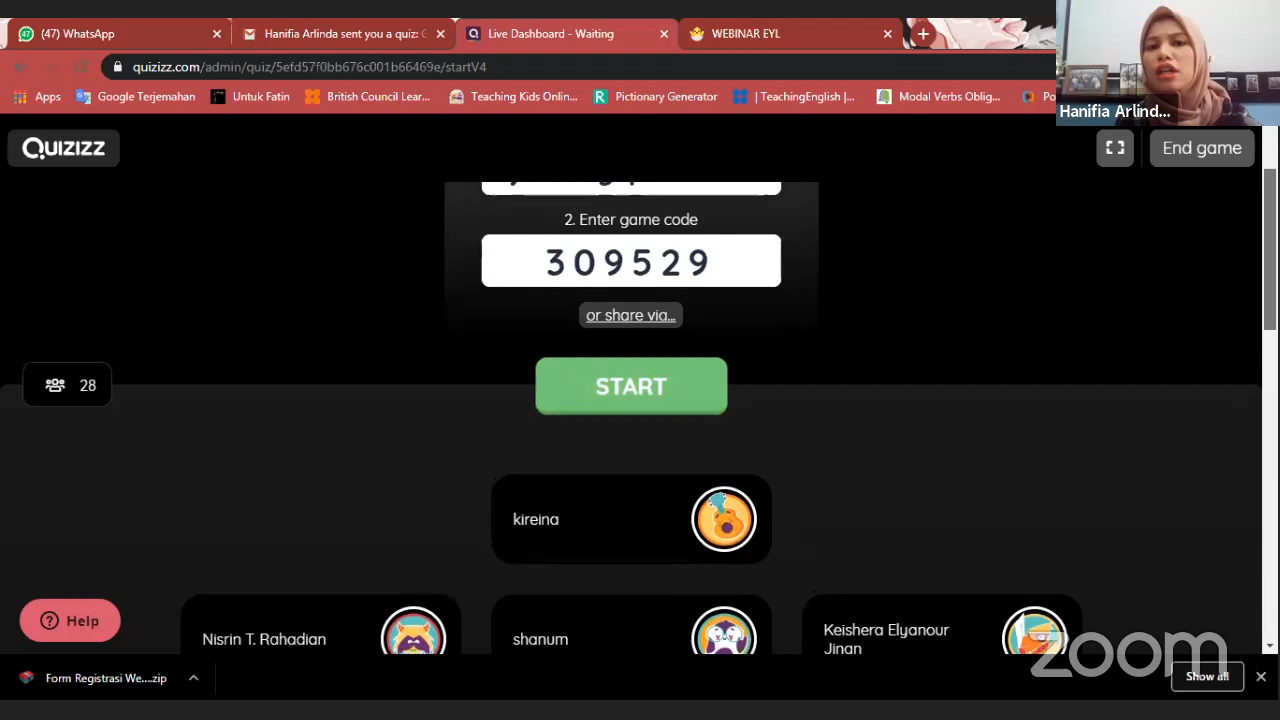 (47) WhatsApp
Hanifia Arlinda sent you a quiz: G
Live Dashboard - Waiting
WEBINAR EYL
quizizz.com/admin/quiz/5efd57f0bb676c001b66469e/startV4
Apps
Google Terjemahan
Untuk Fatin
British Council Lear...
Teaching Kids Onlin...
Pictionary Generator
| TeachingEnglish |...
Modal Verbs Oblig...
Po
Hanifia Arlind...
Quizizz
End game
2. Enter game code
309529
or share via...
28
START
kireina
Help
Nisrin T. Rahadian
shanum
Keishera Elyanour
Jinan
zoom
Form Registrasi We....zip
Show all